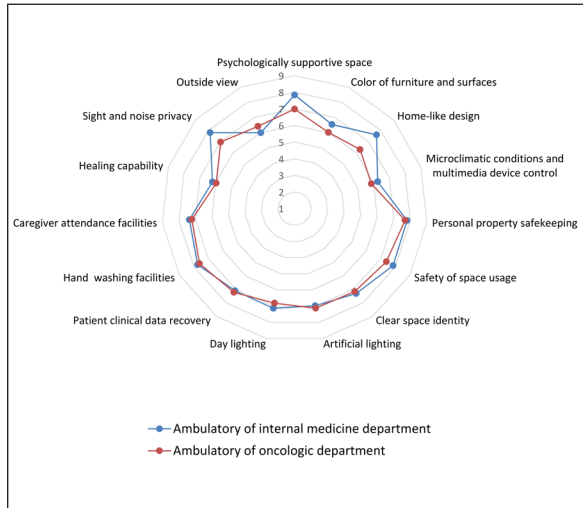 Psychologically supportive space
Outside view
Color of furniture and surfaces
Sight and noise privacy
Home-like design
Healing capability
Microclimatic conditions and
multimedia device control
Caregiver attendance facilities
Personal property safekeeping
Hand  washing facilities
Safety of space usage
Patient clinical data recovery
Clear space identity
Day lighting
Artificial lighting
9
8
7
6
5
4
3
2
1
Ambulatory of internal medicine department
Ambulatory of oncologic department